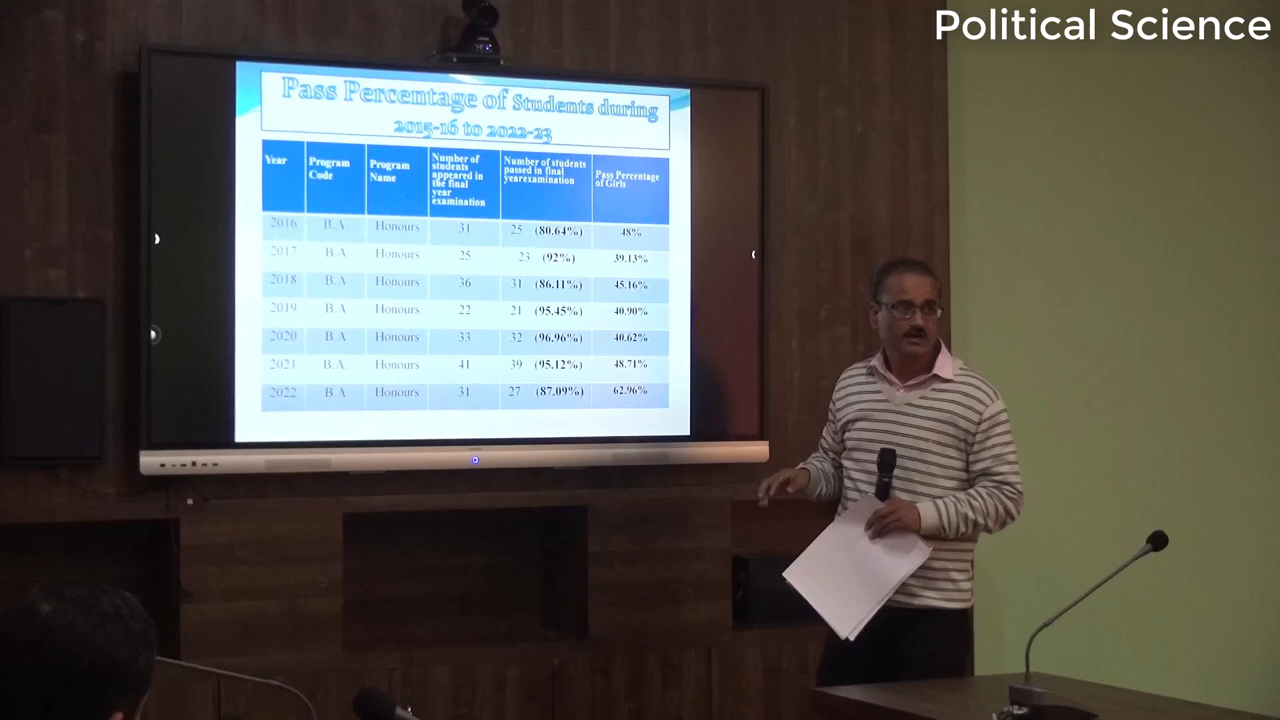 Political Science
Pass Percentage of Students during
2015-16 to 2022-23
Year Program Code Program Name Number of students appeared in the final year examination Number of students passed in final yearexamination Pass Percentage of Girls
2016 B.A. Honours 31 25 (80.64%) 48%
2017 B.A Honours 25 23 (92%) 39.13%
2018 B.A Honours 36 31 (86.11%) 45.16%
2019 B.A Honours 22 21 (95.45%) 40.90%
2020 B.A Honours 33 32 (96.96%) 40.62%
2021 B.A. Honours 41 39 (95.12%) 48.71%
2022 B.A Honours 31 27 (87.09%) 62.96%